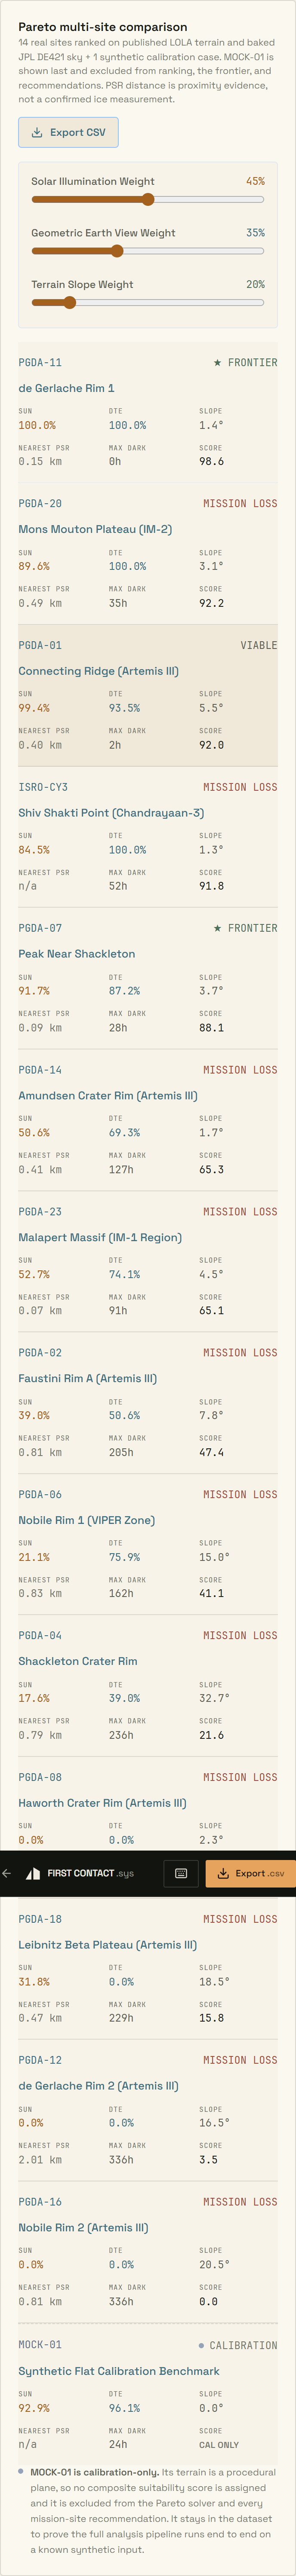 Pareto multi-site comparison
14 real sites ranked on published LOLA terrain and baked
JPL DE421 sky + 1 synthetic calibration case. MOCK-01 is
shown last and excluded from ranking, the frontier, and
recommendations. PSR distance is proximity evidence,
not a confirmed ice measurement.
Export CSV
Solar Illumination Weight 45%
Geometric Earth View Weight 35%
Terrain Slope Weight 20%
PGDA-11 ★ FRONTIER
de Gerlache Rim 1
SUN DTE SLOPE
100.0% 100.0% 1.4°
NEAREST PSR MAX DARK SCORE
0.15 km 0h 98.6
PGDA-20 MISSION LOSS
Mons Mouton Plateau (IM-2)
SUN DTE SLOPE
89.6% 100.0% 3.1°
NEAREST PSR MAX DARK SCORE
0.49 km 35h 92.2
PGDA-01 VIABLE
Connecting Ridge (Artemis III)
SUN DTE SLOPE
99.4% 93.5% 5.5°
NEAREST PSR MAX DARK SCORE
0.40 km 2h 92.0
ISRO-CY3 MISSION LOSS
Shiv Shakti Point (Chandrayaan-3)
SUN DTE SLOPE
84.5% 100.0% 1.3°
NEAREST PSR MAX DARK SCORE
n/a 52h 91.8
PGDA-07 ★ FRONTIER
Peak Near Shackleton
SUN DTE SLOPE
91.7% 87.2% 3.7°
NEAREST PSR MAX DARK SCORE
0.09 km 28h 88.1
PGDA-14 MISSION LOSS
Amundsen Crater Rim (Artemis III)
SUN DTE SLOPE
50.6% 69.3% 1.7°
NEAREST PSR MAX DARK SCORE
0.41 km 127h 65.3
PGDA-23 MISSION LOSS
Malapert Massif (IM-1 Region)
SUN DTE SLOPE
52.7% 74.1% 4.5°
NEAREST PSR MAX DARK SCORE
0.07 km 91h 65.1
PGDA-02 MISSION LOSS
Faustini Rim A (Artemis III)
SUN DTE SLOPE
39.0% 50.6% 7.8°
NEAREST PSR MAX DARK SCORE
0.81 km 205h 47.4
PGDA-06 MISSION LOSS
Nobile Rim 1 (VIPER Zone)
SUN DTE SLOPE
21.1% 75.9% 15.0°
NEAREST PSR MAX DARK SCORE
0.83 km 162h 41.1
PGDA-04 MISSION LOSS
Shackleton Crater Rim
SUN DTE SLOPE
17.6% 39.0% 32.7°
NEAREST PSR MAX DARK SCORE
0.79 km 236h 21.6
PGDA-08 MISSION LOSS
Haworth Crater Rim (Artemis III)
SUN DTE SLOPE
0.0% 0.0% 2.3°
FIRST CONTACT .sys Export .csv
PGDA-18 MISSION LOSS
Leibnitz Beta Plateau (Artemis III)
SUN DTE SLOPE
31.8% 0.0% 18.5°
NEAREST PSR MAX DARK SCORE
0.47 km 229h 15.8
PGDA-12 MISSION LOSS
de Gerlache Rim 2 (Artemis III)
SUN DTE SLOPE
0.0% 0.0% 16.5°
NEAREST PSR MAX DARK SCORE
2.01 km 336h 3.5
PGDA-16 MISSION LOSS
Nobile Rim 2 (Artemis III)
SUN DTE SLOPE
0.0% 0.0% 20.5°
NEAREST PSR MAX DARK SCORE
0.81 km 336h 0.0
MOCK-01 CALIBRATION
Synthetic Flat Calibration Benchmark
SUN DTE SLOPE
92.9% 96.1% 0.0°
NEAREST PSR MAX DARK SCORE
n/a 24h CAL ONLY
MOCK-01 is calibration-only. Its terrain is a procedural
plane, so no composite suitability score is assigned
and it is excluded from the Pareto solver and every
mission-site recommendation. It stays in the dataset
to prove the full analysis pipeline runs end to end on
a known synthetic input.